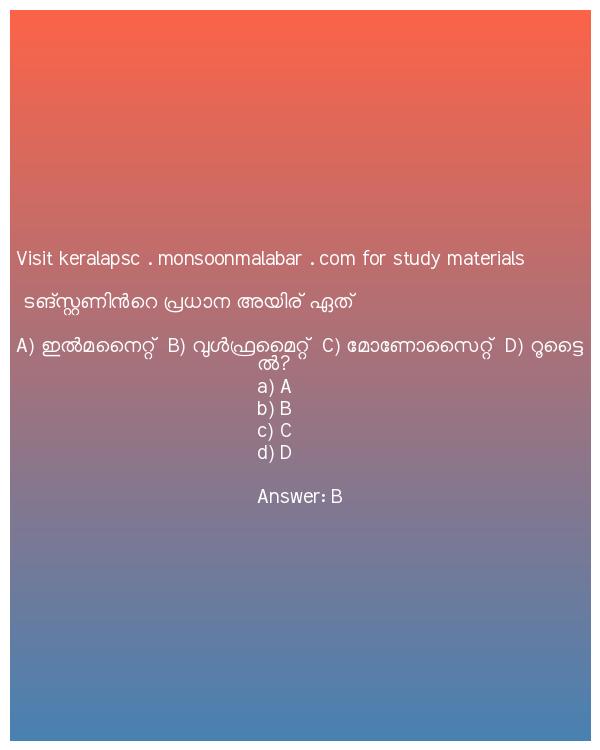 Visit keralapsc . monsoonmalabar . com for study materials
ടങ്സ്റ്റണിൻറെ പ്രധാന അയിര് ഏത്
A) ഇൽമനൈറ്റ് B) വുൾഫ്രമൈറ്റ് C) മോണോസൈറ്റ് D) റൂട്ടൈ
ൽ?
a) A
b) B
c) C
d) D
Answer: B